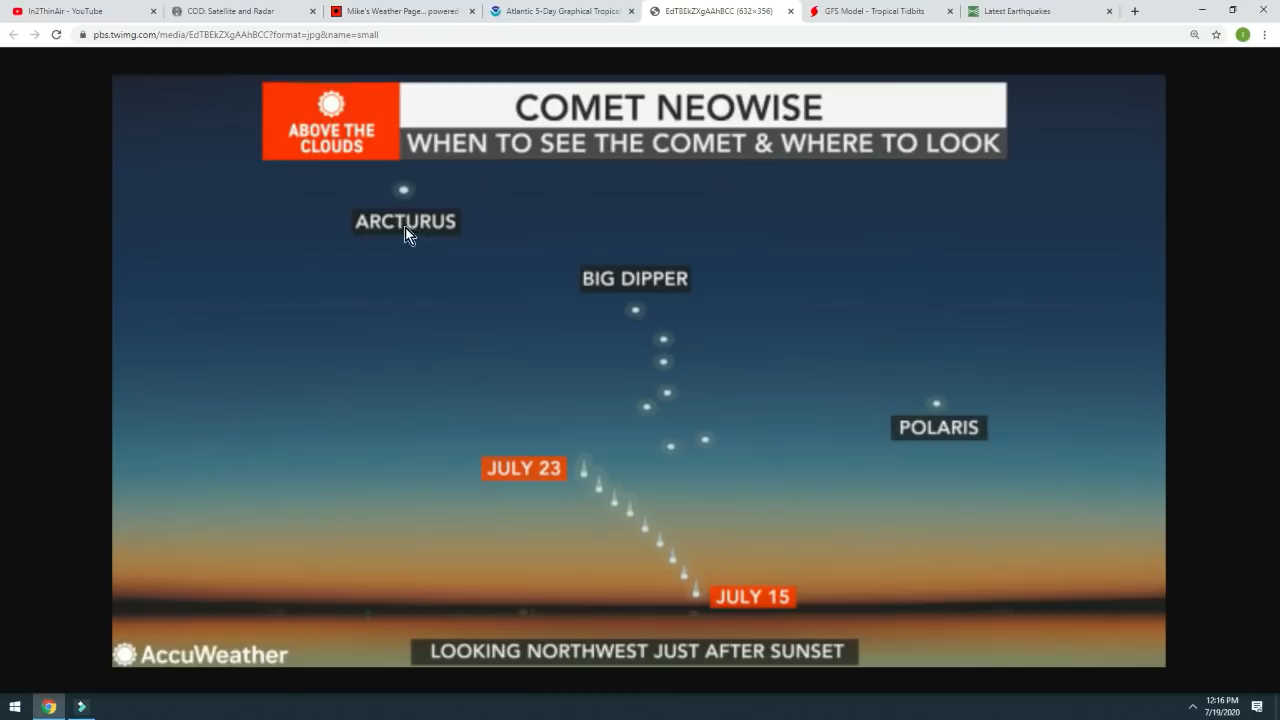 In2ThinAir - YouTube
COD: Satellite and Radar
Mike's Weather Page... powered
Atlantic 5-Day Graphical Tropical
EdTBEkZXgAAhBCC (632×356)
GFS Model - Tropical Tidbits
Latest Earthquakes
pbs.twimg.com/media/EdTBEkZXgAAhBCC?format=jpg&name=small
ABOVE THE
CLOUDS
COMET NEOWISE
WHEN TO SEE THE COMET & WHERE TO LOOK
ARCTURUS
BIG DIPPER
POLARIS
JULY 23
JULY 15
AccuWeather
LOOKING NORTHWEST JUST AFTER SUNSET
12:16 PM
7/19/2020